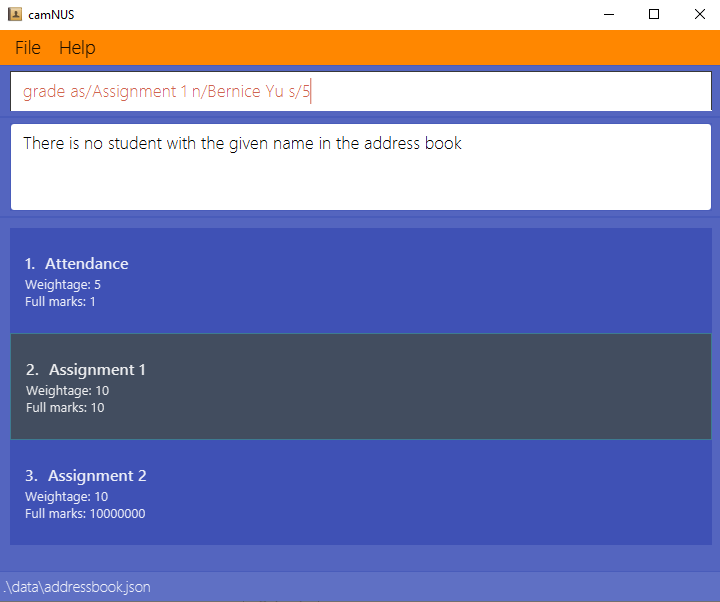 camNUS
File Help
grade as/Assignment 1 n/Bernice Yu s/5
There is no student with the given name in the address book
1. Attendance
Weightage: 5
Full marks: 1
2. Assignment 1
Weightage: 10
Full marks: 10
3. Assignment 2
Weightage: 10
Full marks: 10000000
.\data\addressbook.json